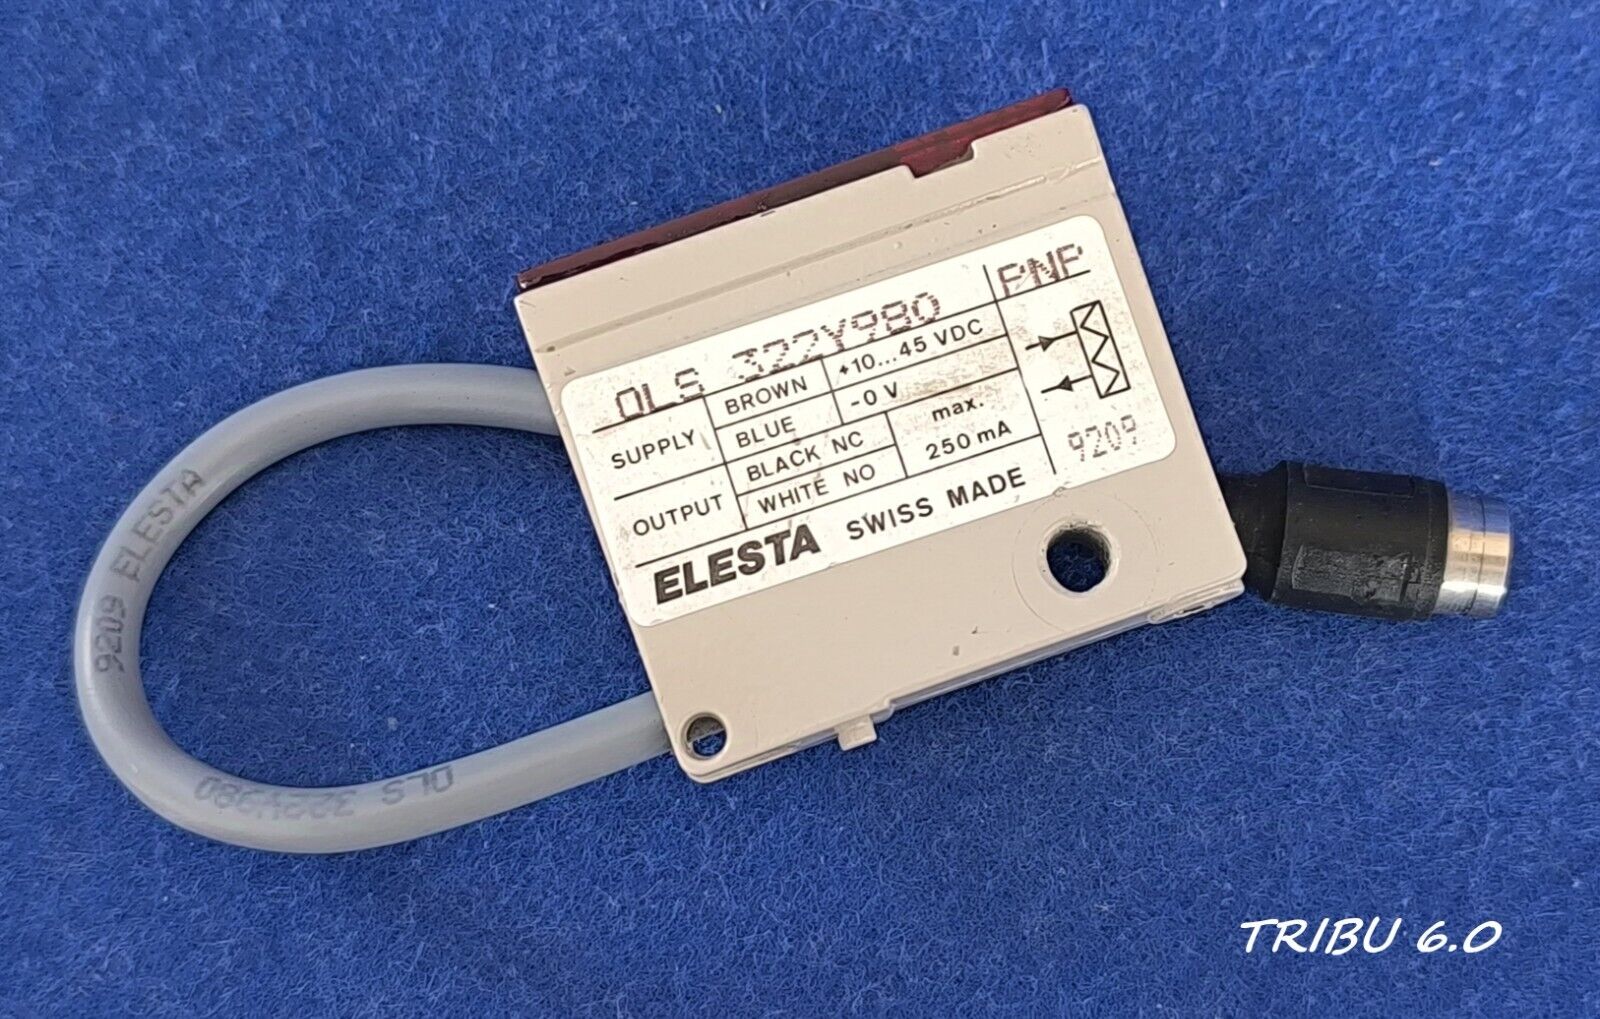 OLS 322Y980 PNP
SUPPLY BROWN +10...45 VDC
BLUE -0 V
OUTPUT BLACK NC max.
WHITE NO 250 mA
9209
ELESTA SWISS MADE
9209 ELESTA
OLS 322Y980
TRIBU 6.0